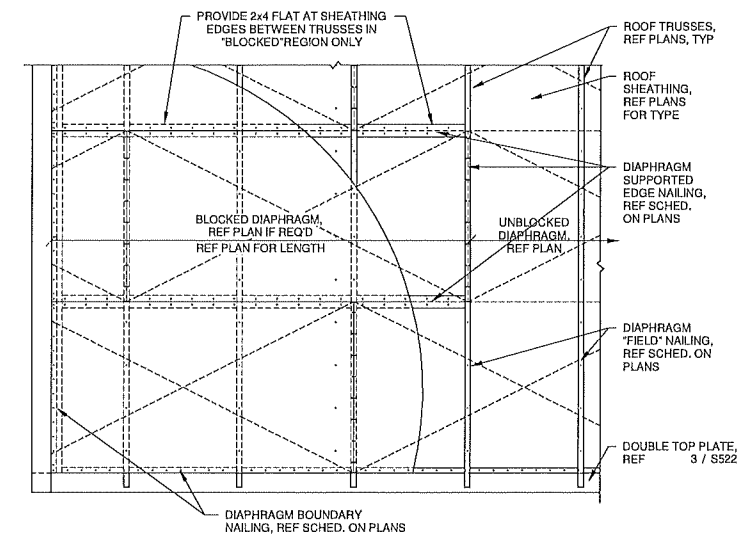 PROVIDE 2x4 FLAT AT SHEATHING
EDGES BETWEEN TRUSSES IN
"BLOCKED"REGION ONLY
ROOF TRUSSES,
REF PLANS, TYP
ROOF
SHEATHING,
REF PLANS
FOR TYPE
DIAPHRAGM
SUPPORTED
EDGE NAILING,
REF SCHED.
ON PLANS
BLOCKED DIAPHRAGM,
REF PLAN IF REQ'D
REF PLAN FOR LENGTH
UNBLOCKED
DIAPHRAGM,
REF PLAN
DIAPHRAGM
"FIELD" NAILING,
REF SCHED. ON
PLANS
DOUBLE TOP PLATE,
REF 3 / S522
DIAPHRAGM BOUNDARY
NAILING, REF SCHED. ON PLANS